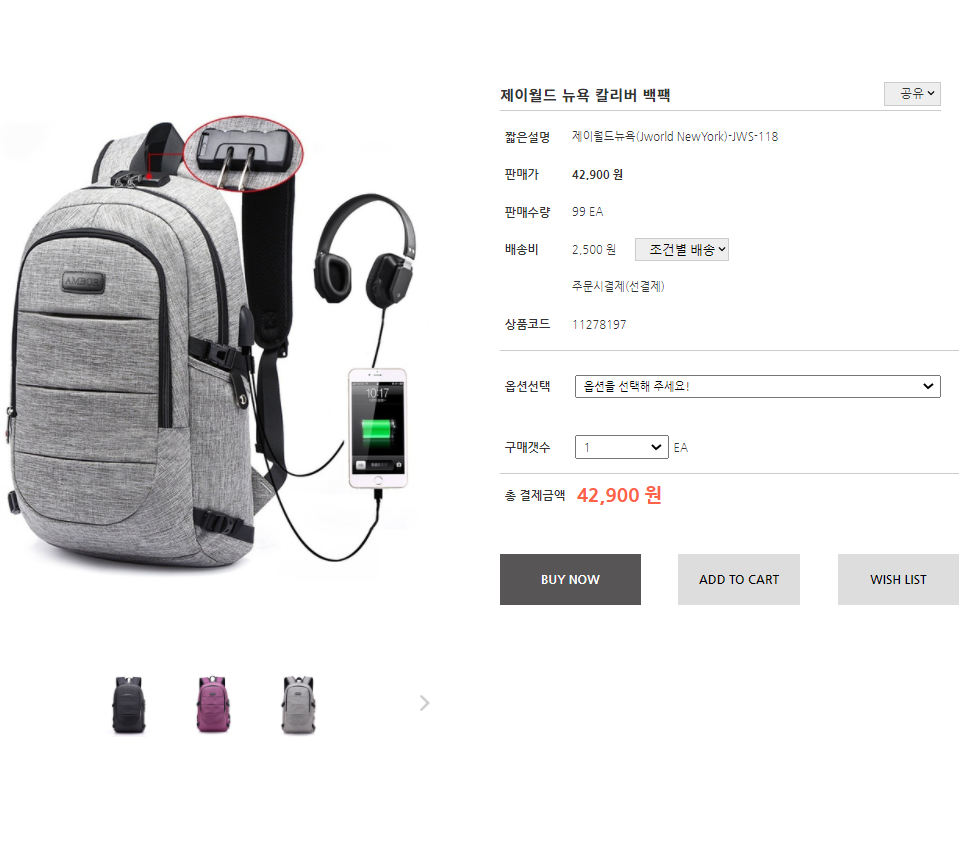 제이월드 뉴욕 칼리버 백팩
공유
짧은설명 제이월드뉴욕(Jworld NewYork)-JWS-118
판매가 42,900 원
판매수량 99 EA
배송비 2,500 원 조건별 배송
주문시결제(선결제)
상품코드 11278197
옵션선택 옵션을 선택해 주세요!
구매갯수 1 EA
총 결제금액 42,900 원
BUY NOW
ADD TO CART
WISH LIST
10:17